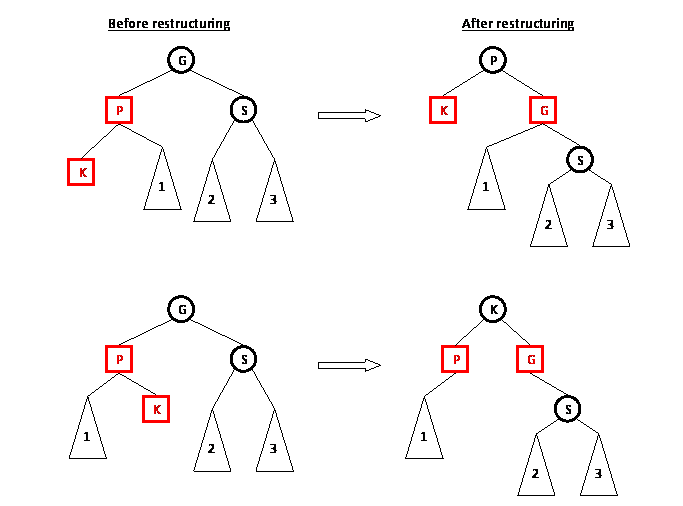 Before restructuring After restructuring
G P
P S K G
K 1 2 3 1 S
2 3
G K
P S P G
1 K 2 3 1 S
2 3